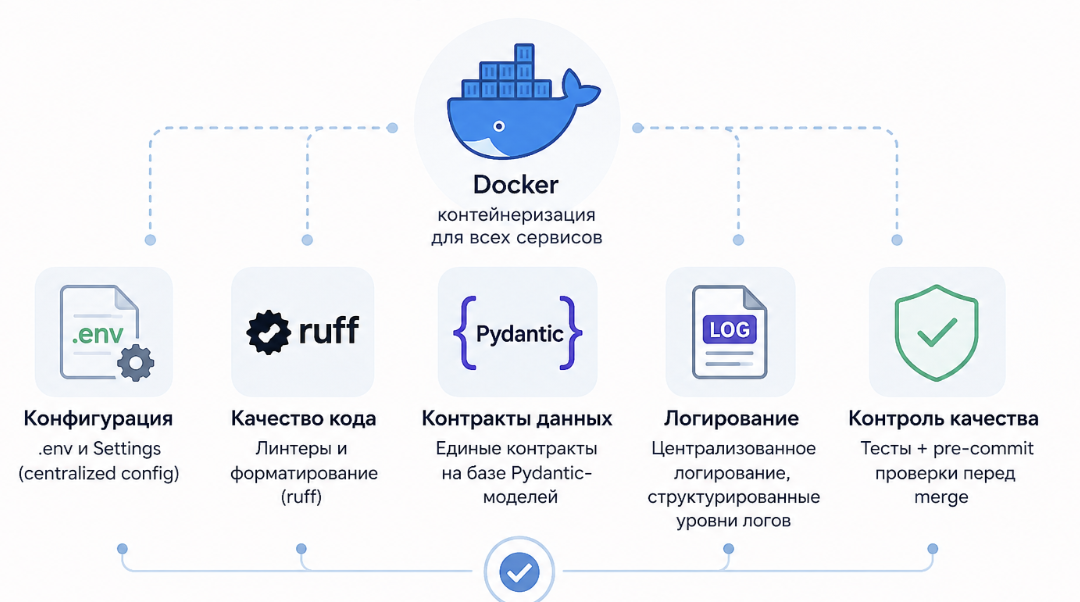 Docker
контейнеризация
для всех сервисов
.env
ruff
Pydantic
LOG
Конфигурация
.env и Settings
(centralized config)
Качество кода
Линтеры и
форматирование
(ruff)
Контракты данных
Единые контракты
на базе Pydantic-
моделей
Логирование
Централизованное
логирование,
структурированные
уровни логов
Контроль качества
Тесты + pre-commit
проверки перед
merge